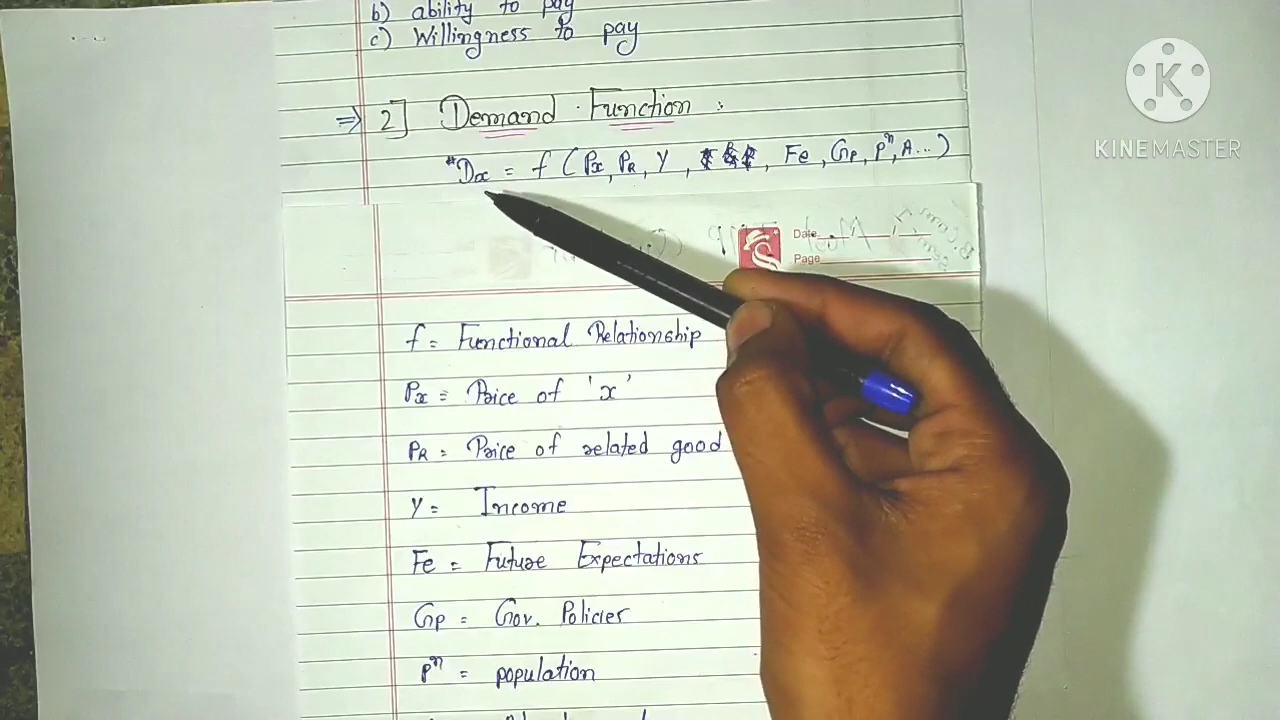 b) ability to pay
c) Willingness to pay
K
KINEMASTER
⇒ 2] Demand Function :
*Dx = f ( Px, PR, Y, , Fe, Gp, pⁿ, A... )
Date
Page
f = Functional Relationship
Px = Price of 'x'
PR = Price of related good
Y = Income
Fe = Future Expectations
Gp = Gov. Policies
pⁿ = population